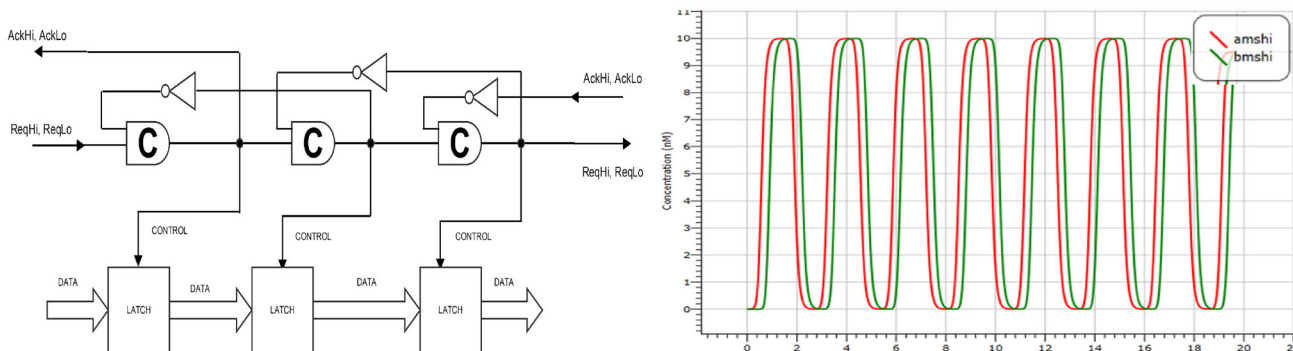 AckHi, AckLo
AckHi, AckLo
ReqHi, ReqLo
C
C
C
ReqHi, ReqLo
CONTROL
CONTROL
CONTROL
DATA
LATCH
DATA
LATCH
DATA
LATCH
DATA
11
10
9
8
7
6
5
4
3
2
1
0
Concentration (nM)
amshi
bmshi
0 2 4 6 8 10 12 14 16 18 20